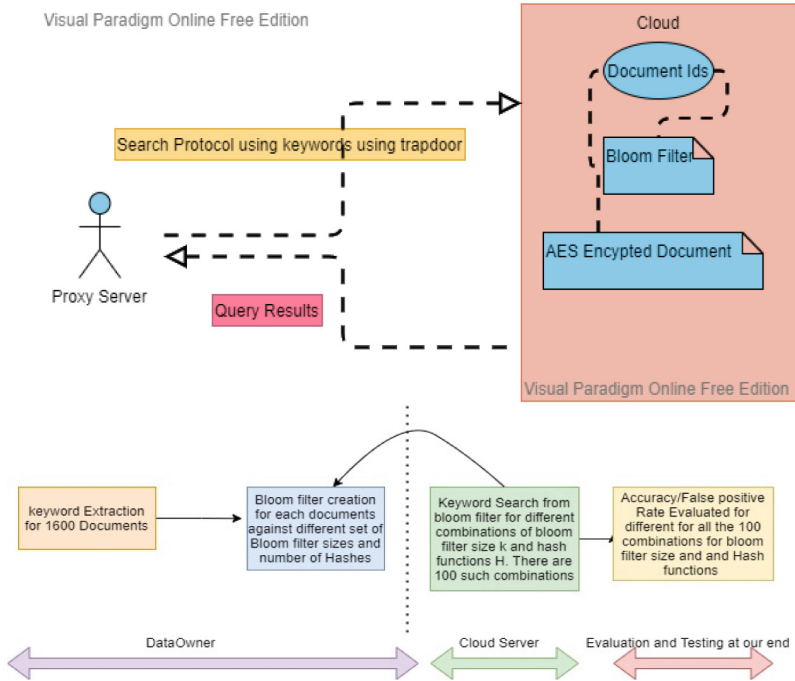 Visual Paradigm Online Free Edition
Cloud
Document Ids
Search Protocol using keywords using trapdoor
Bloom Filter
AES Encypted Document
Proxy Server
Query Results
Visual Paradigm Online Free Edition
keyword Extraction
for 1600 Documents
Bloom filter creation
for each documents
against different set of
Bloom filter sizes and
number of Hashes
Keyword Search from
bloom filter for different
combinations of bloom
filter size k and hash
functions H. There are
100 such combinations
Accuracy/False positive
Rate Evaluated for
different for all the 100
combinations for bloom
filter size and and Hash
functions
DataOwner
Cloud Server
Evaluation and Testing at our end